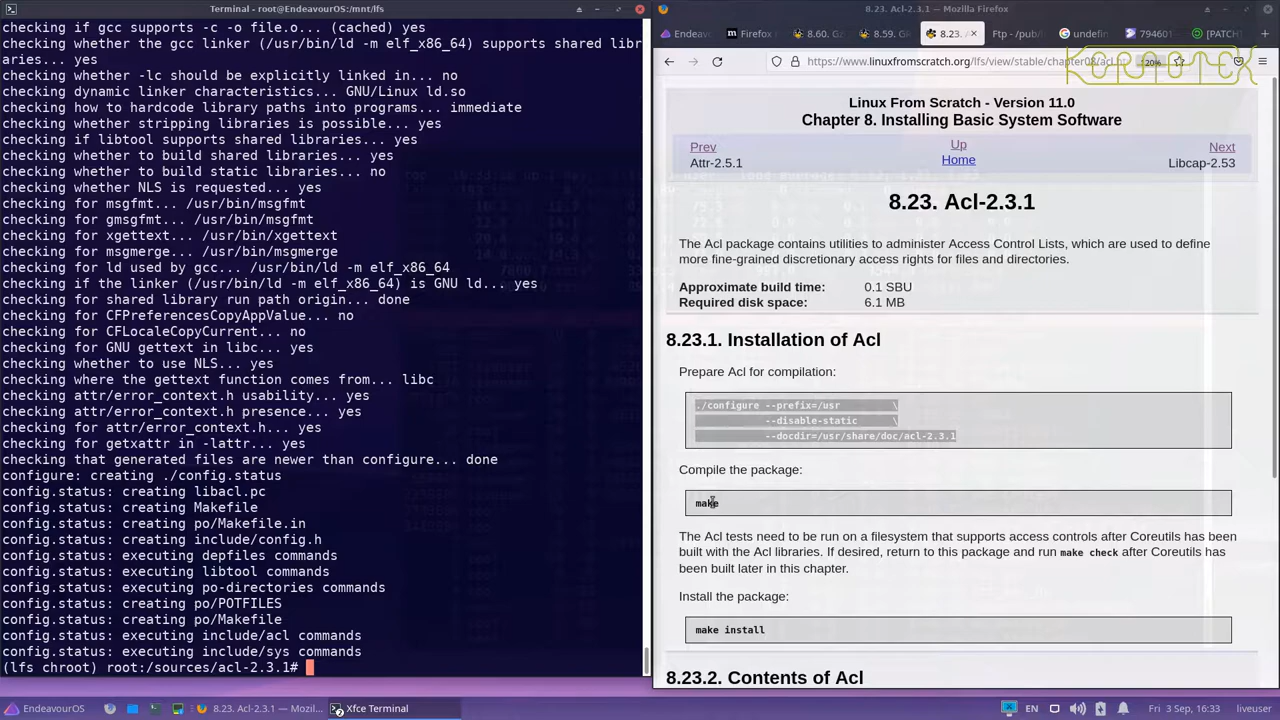 Terminal - root@EndeavourOS:/mnt/lfs
checking if gcc supports -c -o file.o... (cached) yes
checking whether the gcc linker (/usr/bin/ld -m elf_x86_64) supports shared libr
aries... yes
checking whether -lc should be explicitly linked in... no
checking dynamic linker characteristics... GNU/Linux ld.so
checking how to hardcode library paths into programs... immediate
checking whether stripping libraries is possible... yes
checking if libtool supports shared libraries... yes
checking whether to build shared libraries... yes
checking whether to build static libraries... no
checking whether NLS is requested... yes
checking for msgfmt... /usr/bin/msgfmt
checking for gmsgfmt... /usr/bin/msgfmt
checking for xgettext... /usr/bin/xgettext
checking for msgmerge... /usr/bin/msgmerge
checking for ld used by gcc... /usr/bin/ld -m elf_x86_64
checking if the linker (/usr/bin/ld -m elf_x86_64) is GNU ld... yes
checking for shared library run path origin... done
checking for CFPreferencesCopyAppValue... no
checking for CFLocaleCopyCurrent... no
checking for GNU gettext in libc... yes
checking whether to use NLS... yes
checking where the gettext function comes from... libc
checking attr/error_context.h usability... yes
checking attr/error_context.h presence... yes
checking for attr/error_context.h... yes
checking for getxattr in -lattr... yes
checking that generated files are newer than configure... done
configure: creating ./config.status
config.status: creating libacl.pc
config.status: creating Makefile
config.status: creating po/Makefile.in
config.status: creating include/config.h
config.status: executing depfiles commands
config.status: executing libtool commands
config.status: executing po-directories commands
config.status: creating po/POTFILES
config.status: creating po/Makefile
config.status: executing include/acl commands
config.status: executing include/sys commands
(lfs chroot) root:/sources/acl-2.3.1#
8.23. Acl-2.3.1 — Mozilla Firefox
Endeavo
Firefox
8.60. G
8.59. G
8.23. A
Ftp - /pub/
undefin
794601
[PATCH]
https://www.linuxfromscratch.org/lfs/view/stable/chapter08/acl.ht
120%
KEROTEX
Linux From Scratch - Version 11.0
Chapter 8. Installing Basic System Software
Prev
Up
Next
Attr-2.5.1
Home
Libcap-2.53
8.23. Acl-2.3.1
The Acl package contains utilities to administer Access Control Lists, which are used to define
more fine-grained discretionary access rights for files and directories.
Approximate build time: 0.1 SBU
Required disk space: 6.1 MB
8.23.1. Installation of Acl
Prepare Acl for compilation:
./configure --prefix=/usr \
--disable-static \
--docdir=/usr/share/doc/acl-2.3.1
Compile the package:
make
The Acl tests need to be run on a filesystem that supports access controls after Coreutils has been
built with the Acl libraries. If desired, return to this package and run make check after Coreutils has
been built later in this chapter.
Install the package:
make install
8.23.2. Contents of Acl
EndeavourOS
8.23. Acl-2.3.1 — Mozil...
Xfce Terminal
EN
Fri 3 Sep, 16:33
liveuser